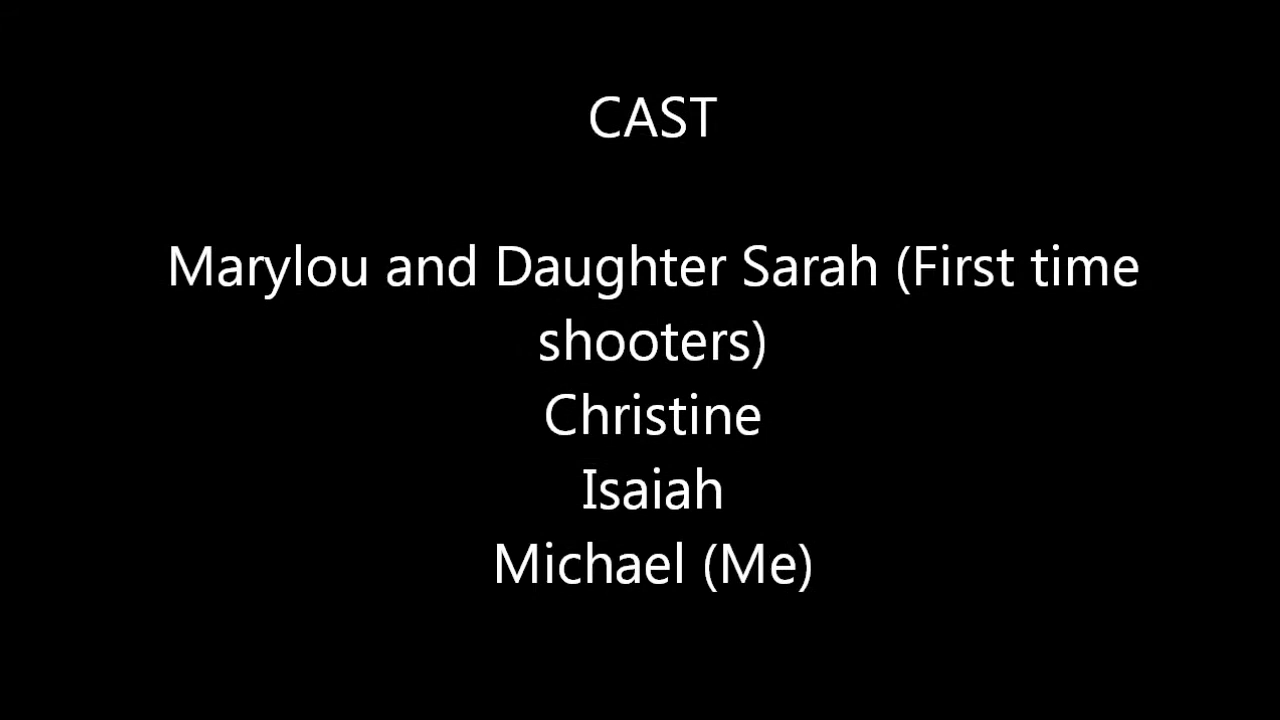 CAST
Marylou and Daughter Sarah (First time
shooters)
Christine
Isaiah
Michael (Me)